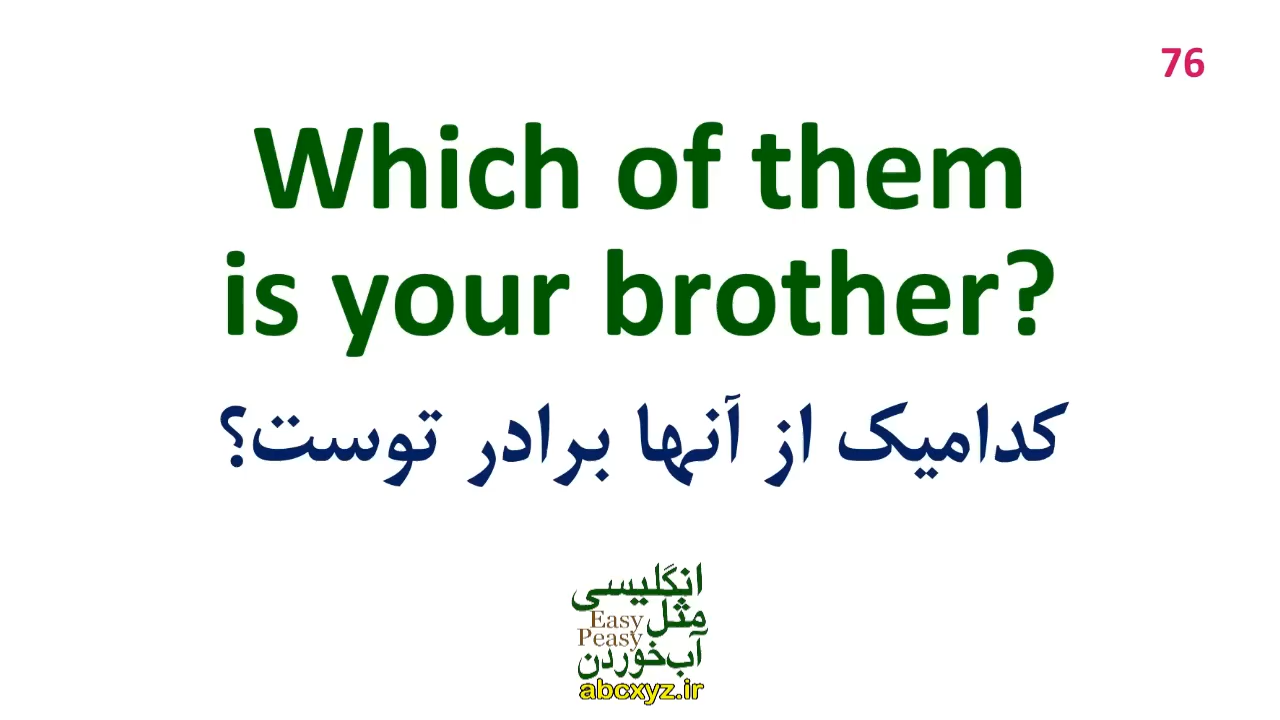 76
Which of them
is your brother?
کدامیک از آنها برادر توست؟
انگلیسی
مثل
Easy
Peasy
آب‌خوردن
abcxyz.ir